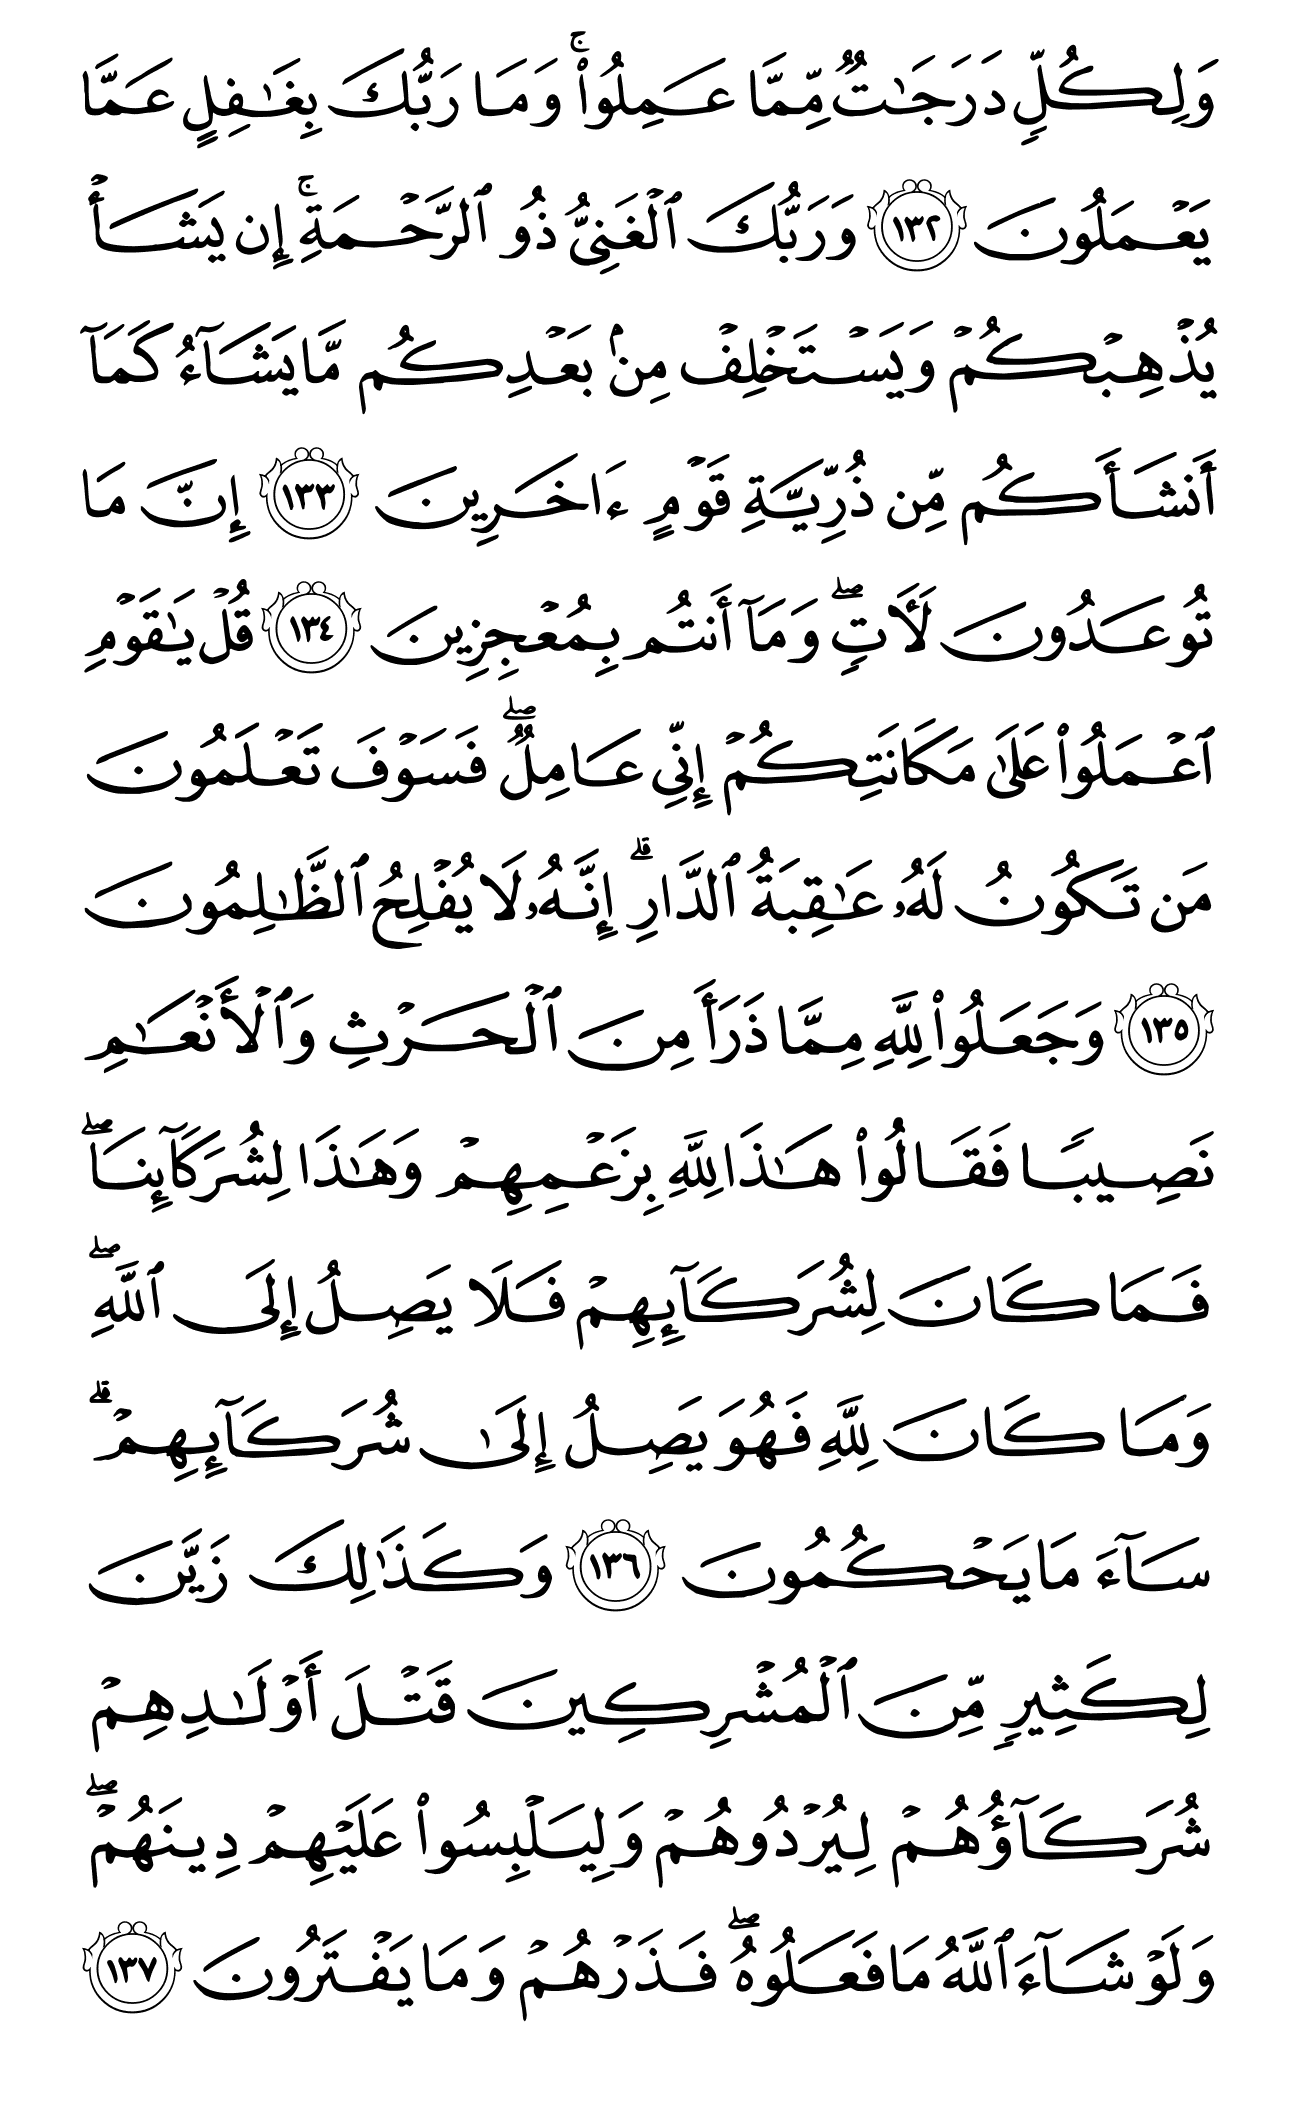 وَلِكُلّٖ دَرَجَٰتٞ مِّمَّا عَمِلُواْۚ وَمَا رَبُّكَ بِغَٰفِلٍ عَمَّا
يَعۡمَلُونَ ١٣٢ وَرَبُّكَ ٱلۡغَنِيُّ ذُو ٱلرَّحۡمَةِۚ إِن يَشَأۡ
يُذۡهِبۡكُمۡ وَيَسۡتَخۡلِفۡ مِنۢ بَعۡدِكُم مَّا يَشَآءُ كَمَآ
أَنشَأَكُم مِّن ذُرِّيَّةِ قَوۡمٍ ءَاخَرِينَ ١٣٣ إِنَّ مَا
تُوعَدُونَ لَأٓتٖۖ وَمَآ أَنتُم بِمُعۡجِزِينَ ١٣٤ قُلۡ يَٰقَوۡمِ
ٱعۡمَلُواْ عَلَىٰ مَكَانَتِكُمۡ إِنِّي عَامِلٞۖ فَسَوۡفَ تَعۡلَمُونَ
مَن تَكُونُ لَهُۥ عَٰقِبَةُ ٱلدَّارِۚ إِنَّهُۥ لَا يُفۡلِحُ ٱلظَّٰلِمُونَ
١٣٥ وَجَعَلُواْ لِلَّهِ مِمَّا ذَرَأَ مِنَ ٱلۡحَرۡثِ وَٱلۡأَنۡعَٰمِ
نَصِيبٗا فَقَالُواْ هَٰذَا لِلَّهِ بِزَعۡمِهِمۡ وَهَٰذَا لِشُرَكَآئِنَاۖ
فَمَا كَانَ لِشُرَكَآئِهِمۡ فَلَا يَصِلُ إِلَى ٱللَّهِۖ
وَمَا كَانَ لِلَّهِ فَهُوَ يَصِلُ إِلَىٰ شُرَكَآئِهِمۡۗ
سَآءَ مَا يَحۡكُمُونَ ١٣٦ وَكَذَٰلِكَ زَيَّنَ
لِكَثِيرٖ مِّنَ ٱلۡمُشۡرِكِينَ قَتۡلَ أَوۡلَٰدِهِمۡ
شُرَكَآؤُهُمۡ لِيُرۡدُوهُمۡ وَلِيَلۡبِسُواْ عَلَيۡهِمۡ دِينَهُمۡۖ
وَلَوۡ شَآءَ ٱللَّهُ مَا فَعَلُوهُۖ فَذَرۡهُمۡ وَمَا يَفۡتَرُونَ ١٣٧